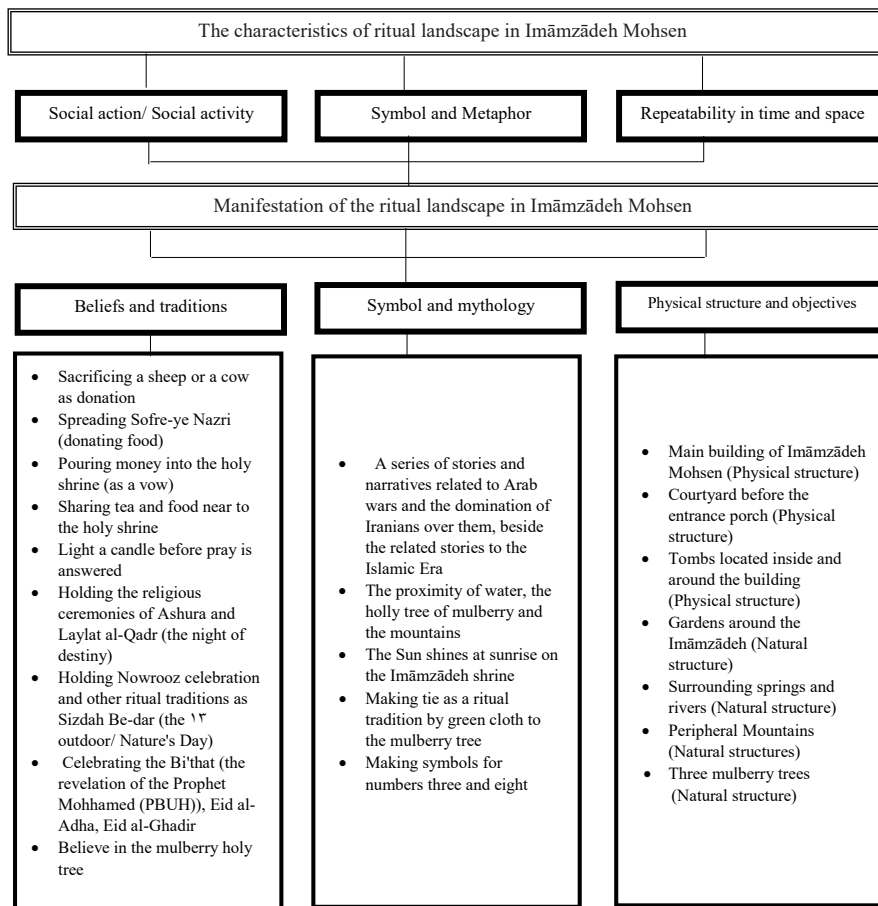 The characteristics of ritual landscape in Imāmzādeh Mohsen
Social action/ Social activity
Symbol and Metaphor
Repeatability in time and space
Manifestation of the ritual landscape in Imāmzādeh Mohsen
Beliefs and traditions
Symbol and mythology
Physical structure and objectives
• Sacrificing a sheep or a cow
as donation
• Spreading Sofre-ye Nazri
(donating food)
• Pouring money into the holy
shrine (as a vow)
• Sharing tea and food near to
the holy shrine
• Light a candle before pray is
answered
• Holding the religious
ceremonies of Ashura and
Laylat al-Qadr (the night of
destiny)
• Holding Nowrooz celebration
and other ritual traditions as
Sizdah Be-dar (the ۱۳
outdoor/ Nature's Day)
• Celebrating the Bi'that (the
revelation of the Prophet
Mohhamed (PBUH)), Eid al-
Adha, Eid al-Ghadir
• Believe in the mulberry holy
tree
• A series of stories and
narratives related to Arab
wars and the domination of
Iranians over them, beside
the related stories to the
Islamic Era
• The proximity of water, the
holly tree of mulberry and
the mountains
• The Sun shines at sunrise on
the Imāmzādeh shrine
• Making tie as a ritual
tradition by green cloth to
the mulberry tree
• Making symbols for
numbers three and eight
• Main building of Imāmzādeh
Mohsen (Physical structure)
• Courtyard before the
entrance porch (Physical
structure)
• Tombs located inside and
around the building
(Physical structure)
• Gardens around the
Imāmzādeh (Natural
structure)
• Surrounding springs and
rivers (Natural structure)
• Peripheral Mountains
(Natural structures)
• Three mulberry trees
(Natural structure)